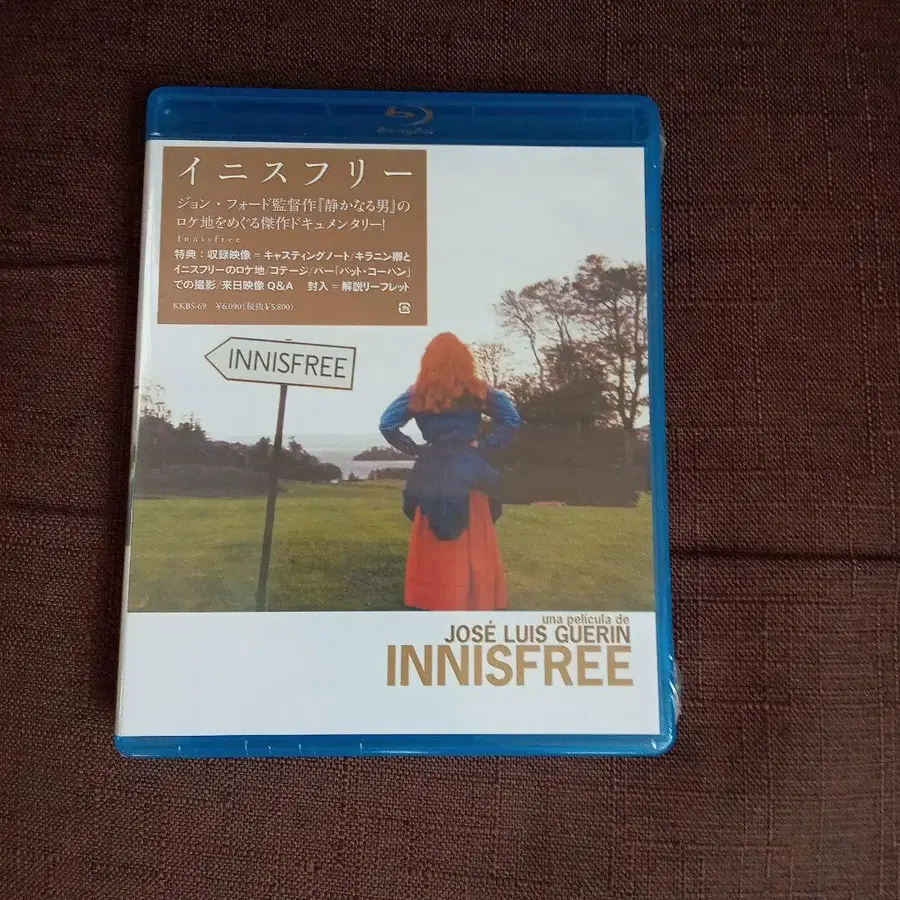 Blu-ray Disc
イニスフリー
ジョン・フォード監督作『静かなる男』の
ロケ地をめぐる傑作ドキュメンタリー!
Innisfree
特典：収録映像＝キャスティングノート/キラニン卿と
イニスフリーのロケ地/コテージ/バー「パット・コーハン」
での撮影/来日映像 Q&A 封入＝解説リーフレット
KKBS-69 ¥6,090(税抜¥5,800)
INNISFREE
una película de
JOSÉ LUIS GUERIN
INNISFREE